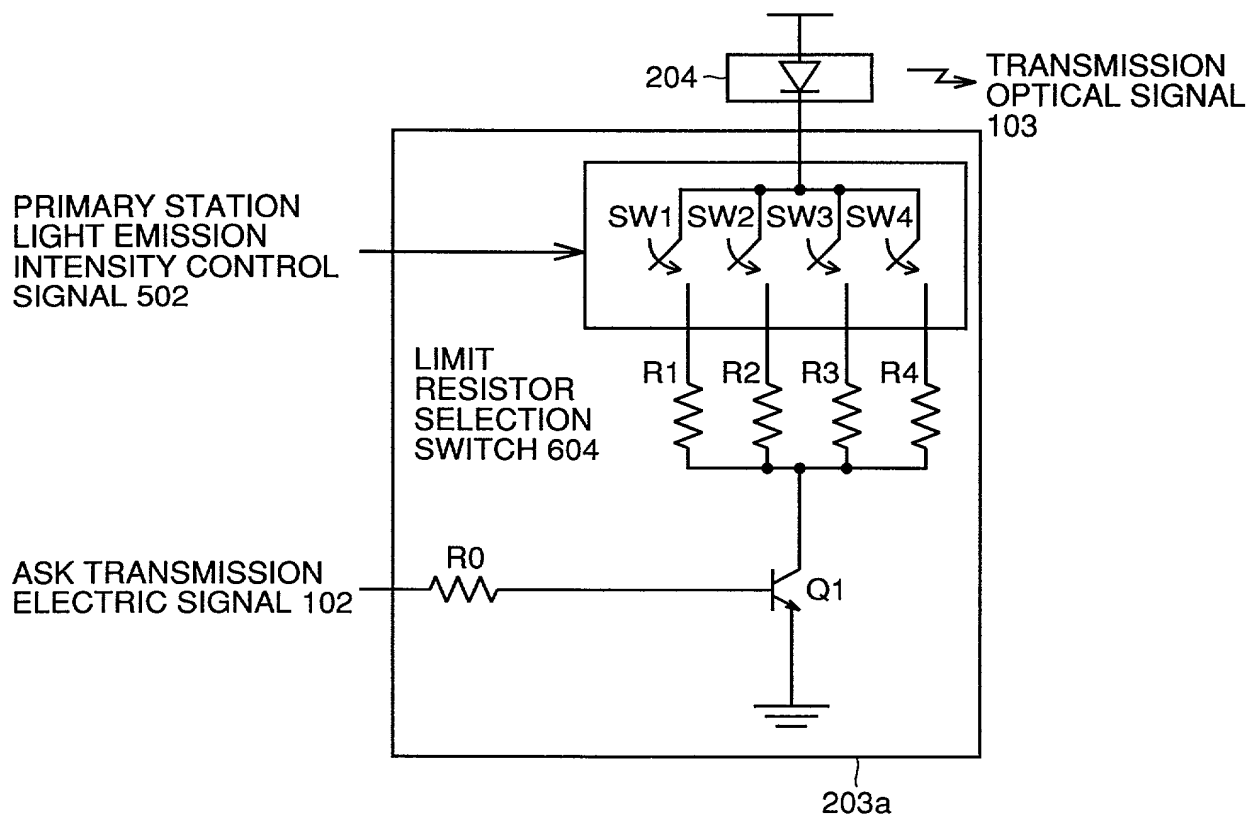 204
TRANSMISSION
OPTICAL SIGNAL
103
PRIMARY STATION
LIGHT EMISSION
INTENSITY CONTROL
SIGNAL 502
SW1 SW2 SW3 SW4
LIMIT
RESISTOR
SELECTION
SWITCH 604
R1 R2 R3 R4
ASK TRANSMISSION
ELECTRIC SIGNAL 102
R0
Q1
203a